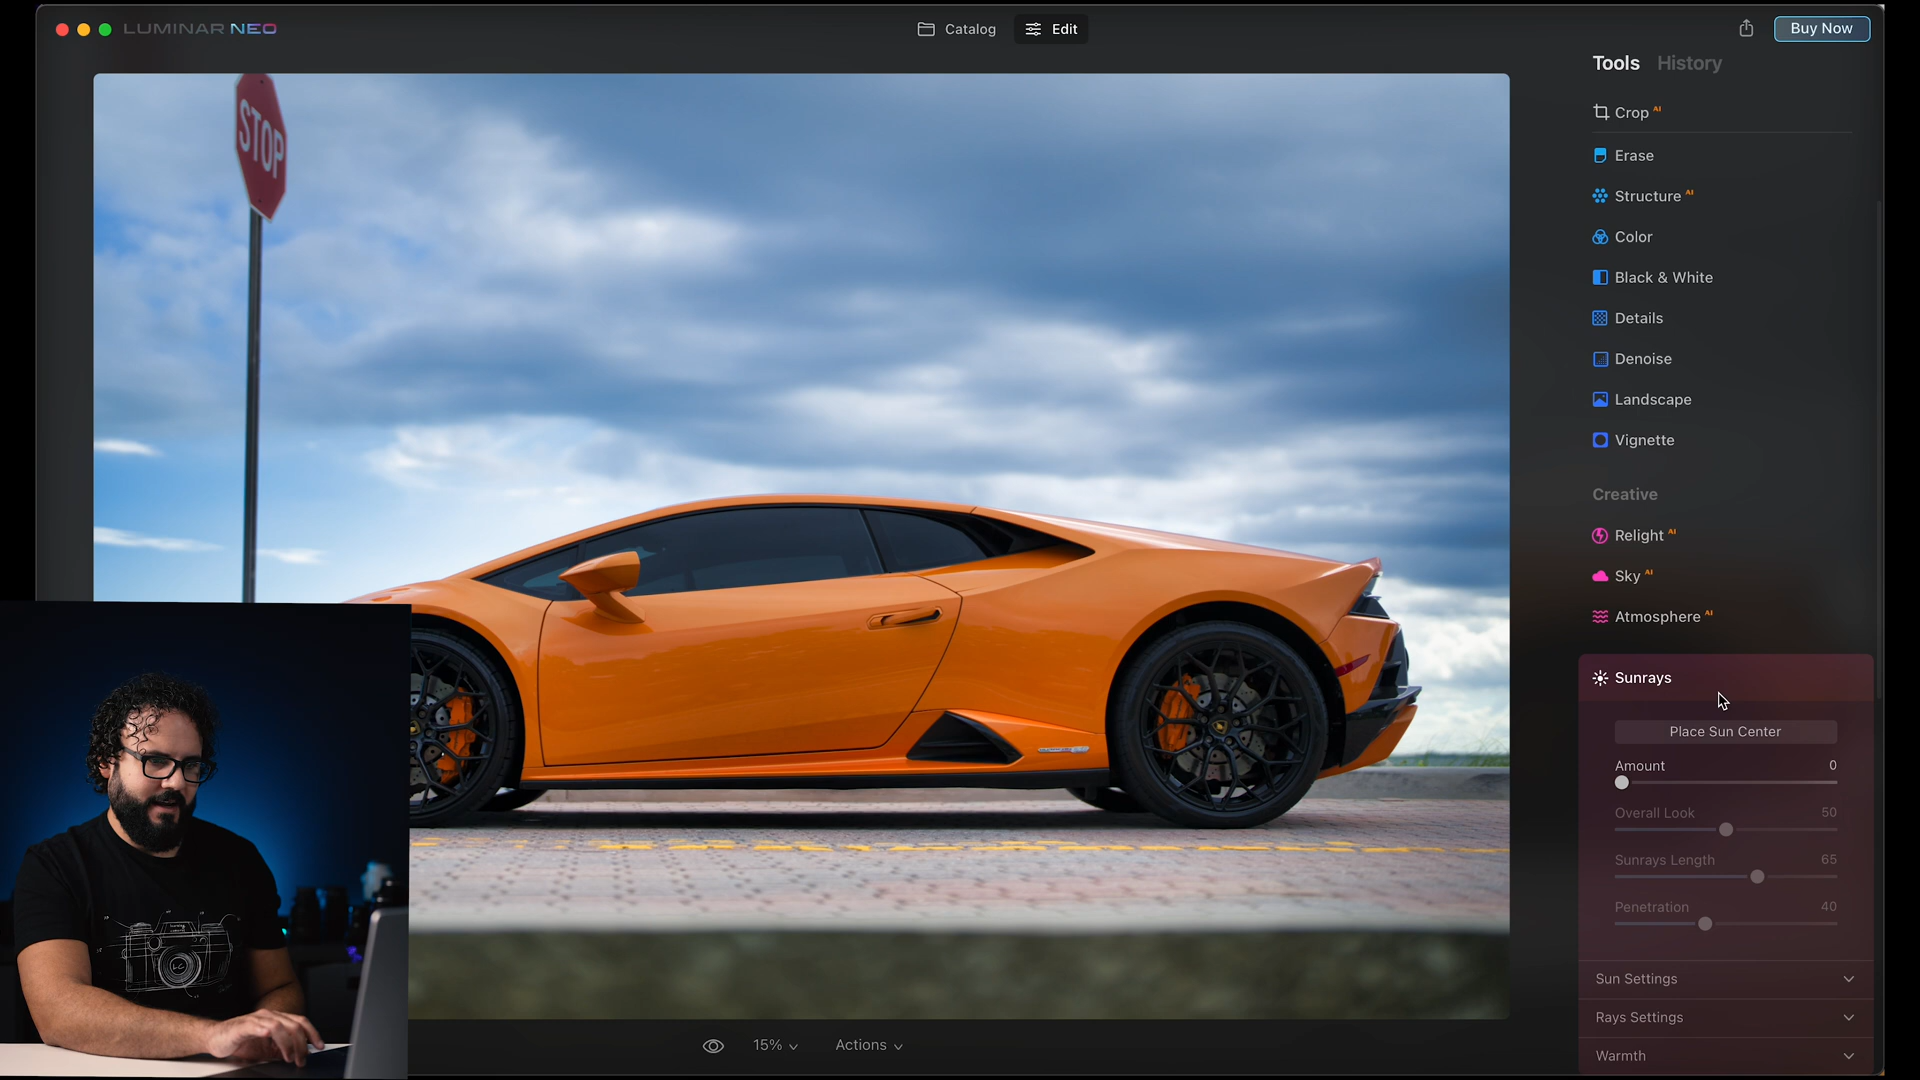 LUMINAR NEO
Catalog
Edit
Buy Now
Tools
History
Crop AI
Erase
Structure AI
Color
Black & White
Details
Denoise
Landscape
Vignette
Creative
Relight AI
Sky AI
Atmosphere AI
Sunrays
Place Sun Center
Amount 0
Overall Look 50
Sunrays Length 65
Penetration 40
Sun Settings
Rays Settings
Warmth
STOP
15%
Actions